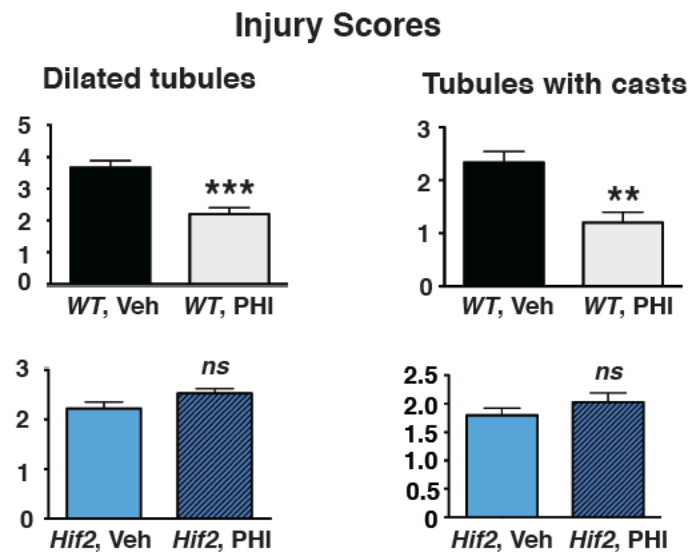 Injury Scores
Dilated tubules
Tubules with casts
5
4
3
2
1
0
***
WT, Veh WT, PHI
3
2
1
0
**
WT, Veh WT, PHI
3
2
1
0
ns
Hif2, Veh Hif2, PHI
2.5
2.0
1.5
1.0
0.5
0
ns
Hif2, Veh Hif2, PHI